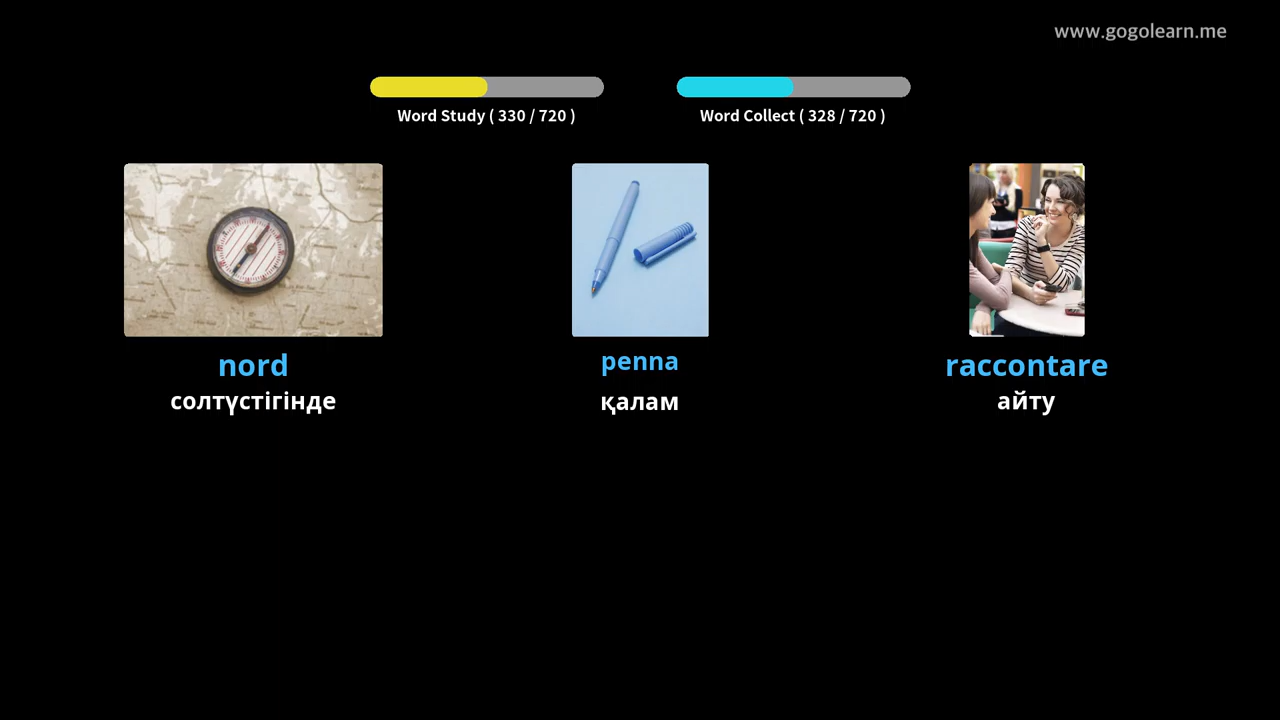 www.gogolearn.me
Word Study ( 330 / 720 )
Word Collect ( 328 / 720 )
nord
penna
raccontare
солтүстігінде
қалам
айту